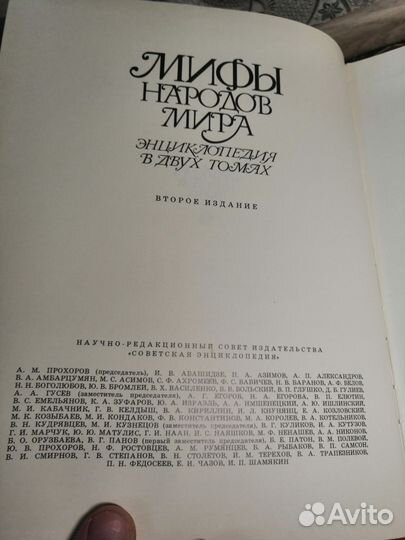 МИФЫ
НАРОДОВ
МИРА
ЭНЦИКЛОПЕДИЯ
В ДВУХ ТОМАХ
ВТОРОЕ ИЗДАНИЕ
НАУЧНО-РЕДАКЦИОННЫЙ СОВЕТ ИЗДАТЕЛЬСТВА
«СОВЕТСКАЯ ЭНЦИКЛОПЕДИЯ»
А. М. ПРОХОРОВ (председатель), И. В. АБАШИДЗЕ, П. А. АЗИМОВ, А. П. АЛЕКСАНДРОВ,
В. А. АМБАРЦУМЯН, М. С. АСИМОВ, С. Ф. АХРОМЕЕВ, Ф. С. БАБИЧЕВ, Н. В. БАРАНОВ, А. Ф. БЕЛОВ,
Н. Н. БОГОЛЮБОВ, Ю. В. БРОМЛЕЙ, В. Х. ВАСИЛЕНКО, В. В. ВОЛЬСКИЙ, В. П. ГЛУШКО, Д. Б. ГУЛИЕВ,
А. А. ГУСЕВ (заместитель председателя), А. Г. ЕГОРОВ, Н. А. ЕГОРОВА, В. П. ЕЛЮТИН,
В. С. ЕМЕЛЬЯНОВ, К. А. ЗУФАРОВ, Ю. А. ИЗРАЭЛЬ, А. А. ИМШЕНЕЦКИЙ, А. Ю. ИШЛИНСКИЙ,
М. И. КАБАЧНИК, Г. В. КЕЛДЫШ, В. А. КИРИЛЛИН, И. Л. КНУНЯНЦ, Е. А. КОЗЛОВСКИЙ,
М. К. КОЗЫБАЕВ, М. И. КОНДАКОВ, Ф. В. КОНСТАНТИНОВ, В. А. КОТЕЛЬНИКОВ,
В. Н. КУДРЯВЦЕВ, М. И. КУЗНЕЦОВ (заместитель председателя), Б. В. КУЛИКОВ, И. А. КУТУЗОВ,
Г. И. МАРЧУК, Ю. Ю. МАТУЛИС, Г. И. НААН, И. С. НАЯШКОВ, М. Ф. НЕНАШЕВ, А. А. НИКОНОВ,
Б. О. ОРУЗБАЕВА, В. Г. ПАНОВ (первый заместитель председателя), Б. Е. ПАТОН, В. М. ПОЛЕВОЙ,
Ю. В. ПРОХОРОВ, Н. Ф. РОСТОВЦЕВ, А. М. РУМЯНЦЕВ, Б. А. РЫБАКОВ, В. П. САМСОН,
В. И. СМИРНОВ, Г. В. СТЕПАНОВ, В. Н. СТОЛЕТОВ, И. М. ТЕРЕХОВ, В. А. ТРАПЕЗНИКОВ,
П. Н. ФЕДОСЕЕВ, Е. И. ЧАЗОВ, И. П. ШАМЯКИН
Avito